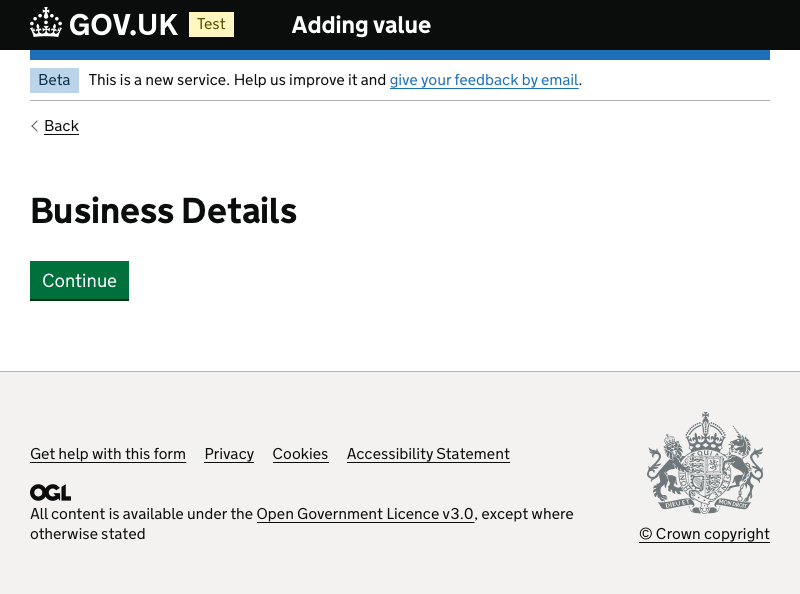 GOV.UK Test Adding value
Beta This is a new service. Help us improve it and give your feedback by email.
Back
Business Details
Continue
Get help with this form Privacy Cookies Accessibility Statement
OGL
All content is available under the Open Government Licence v3.0, except where
otherwise stated
© Crown copyright